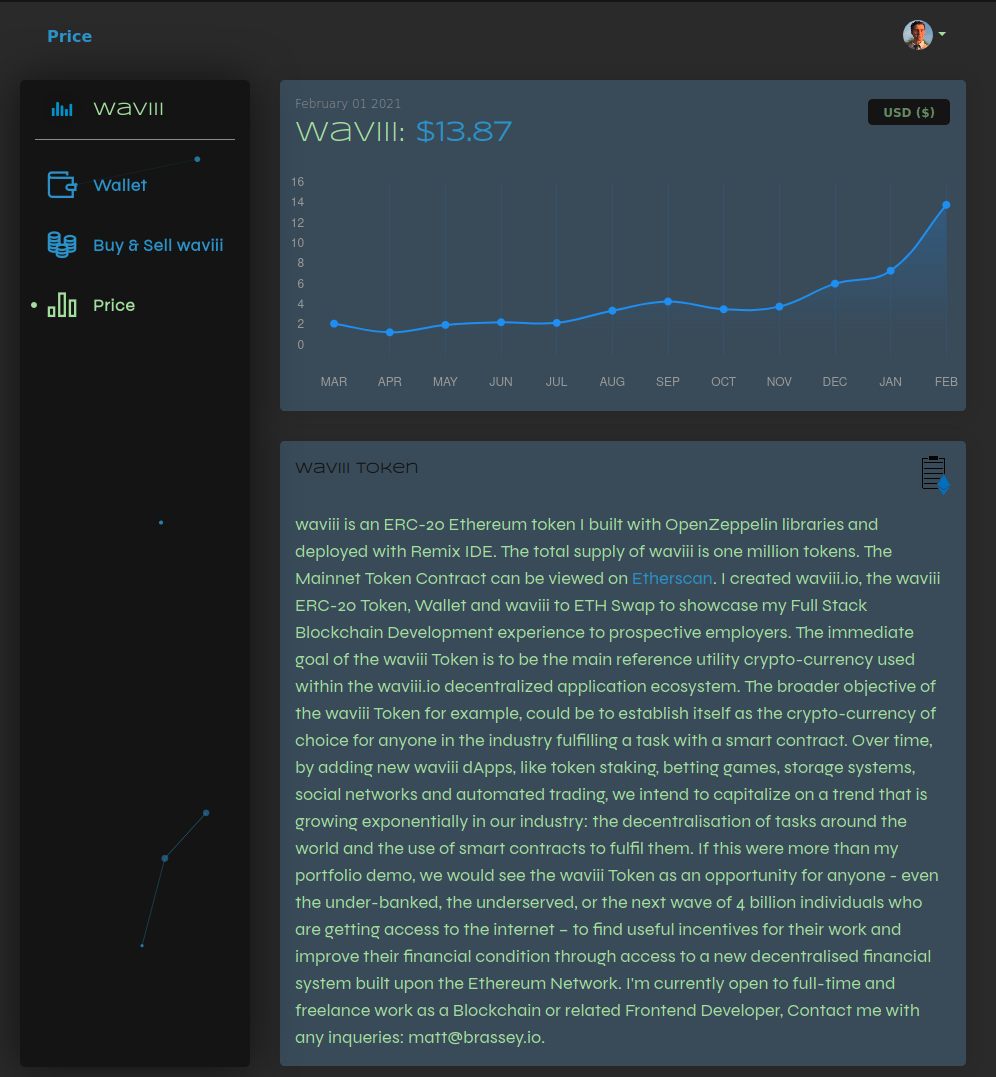 Price
waviii
Wallet
Buy & Sell waviii
Price
February 01 2021
waviii: $13.87
USD ($)
16
14
12
10
8
6
4
2
0
MAR APR MAY JUN JUL AUG SEP OCT NOV DEC JAN FEB
waviii Token
waviii is an ERC-20 Ethereum token I built with OpenZeppelin libraries and
deployed with Remix IDE. The total supply of waviii is one million tokens. The
Mainnet Token Contract can be viewed on Etherscan. I created waviii.io, the waviii
ERC-20 Token, Wallet and waviii to ETH Swap to showcase my Full Stack
Blockchain Development experience to prospective employers. The immediate
goal of the waviii Token is to be the main reference utility crypto-currency used
within the waviii.io decentralized application ecosystem. The broader objective of
the waviii Token for example, could be to establish itself as the crypto-currency of
choice for anyone in the industry fulfilling a task with a smart contract. Over time,
by adding new waviii dApps, like token staking, betting games, storage systems,
social networks and automated trading, we intend to capitalize on a trend that is
growing exponentially in our industry: the decentralisation of tasks around the
world and the use of smart contracts to fulfil them. If this were more than my
portfolio demo, we would see the waviii Token as an opportunity for anyone - even
the under-banked, the underserved, or the next wave of 4 billion individuals who
are getting access to the internet – to find useful incentives for their work and
improve their financial condition through access to a new decentralised financial
system built upon the Ethereum Network. I'm currently open to full-time and
freelance work as a Blockchain or related Frontend Developer, Contact me with
any inqueries: matt@brassey.io.